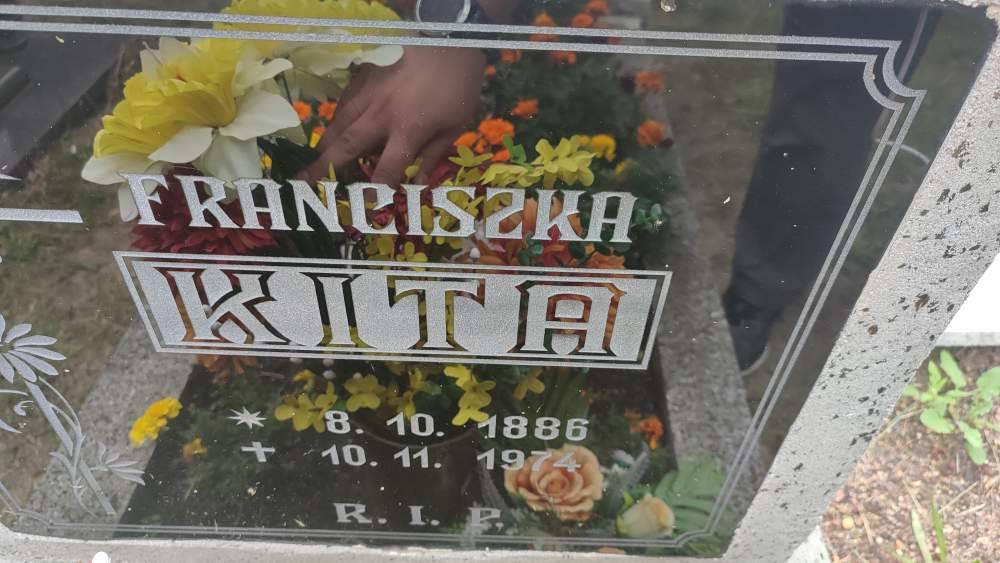 FRANCISZKA
KITA
* 8. 10. 1886
† 10. 11. 1974
R. I. P.